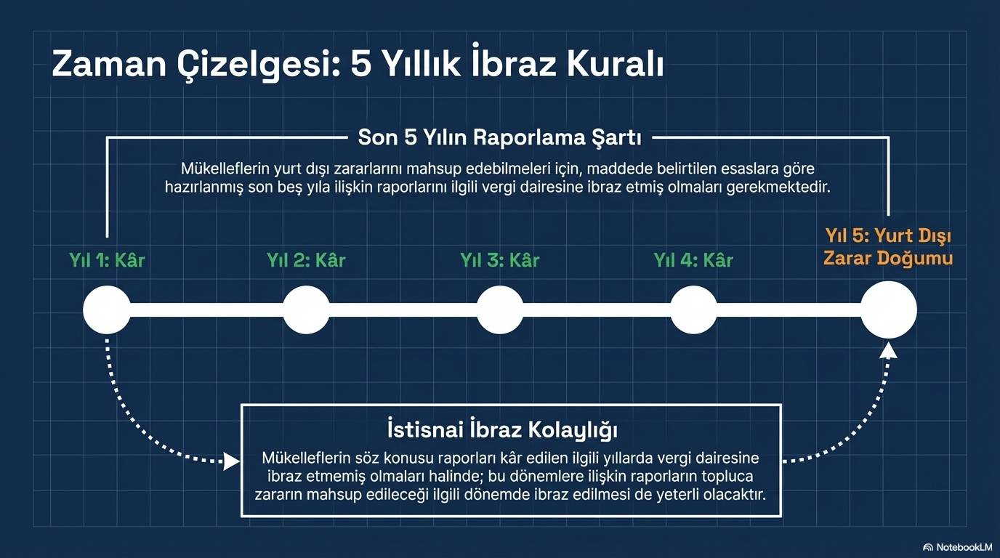 Zaman Çizelgesi: 5 Yıllık İbraz Kuralı
Son 5 Yılın Raporlama Şartı
Mükelleflerin yurt dışı zararlarını mahsup edebilmeleri için, maddede belirtilen esaslara göre
hazırlanmış son beş yıla ilişkin raporlarını ilgili vergi dairesine ibraz etmiş olmaları gerekmektedir.
Yıl 1: Kâr
Yıl 2: Kâr
Yıl 3: Kâr
Yıl 4: Kâr
Yıl 5: Yurt Dışı
Zarar Doğumu
İstisnai İbraz Kolaylığı
Mükelleflerin söz konusu raporları kâr edilen ilgili yıllarda vergi dairesine
ibraz etmemiş olmaları halinde; bu dönemlere ilişkin raporların topluca
zararın mahsup edileceği ilgili dönemde ibraz edilmesi de yeterli olacaktır.
NotebookLM